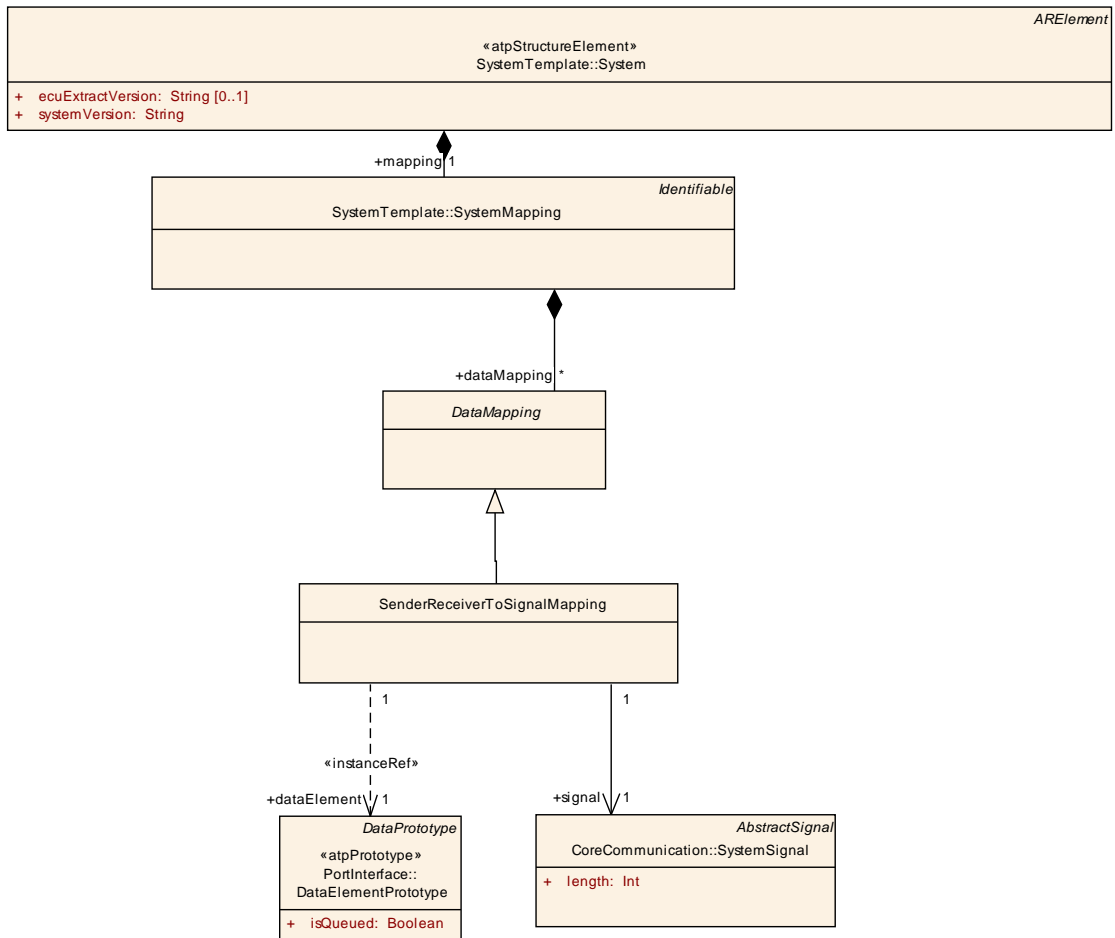 ARElement
«atpStructureElement»
SystemTemplate::System
+ ecuExtractVersion: String [0..1]
+ systemVersion: String
+mapping 1
Identifiable
SystemTemplate::SystemMapping
+dataMapping *
DataMapping
SenderReceiverToSignalMapping
1 1
«instanceRef»
+dataElement 1
+signal 1
DataPrototype
«atpPrototype»
PortInterface::
DataElementPrototype
+ isQueued: Boolean
AbstractSignal
CoreCommunication::SystemSignal
+ length: Int